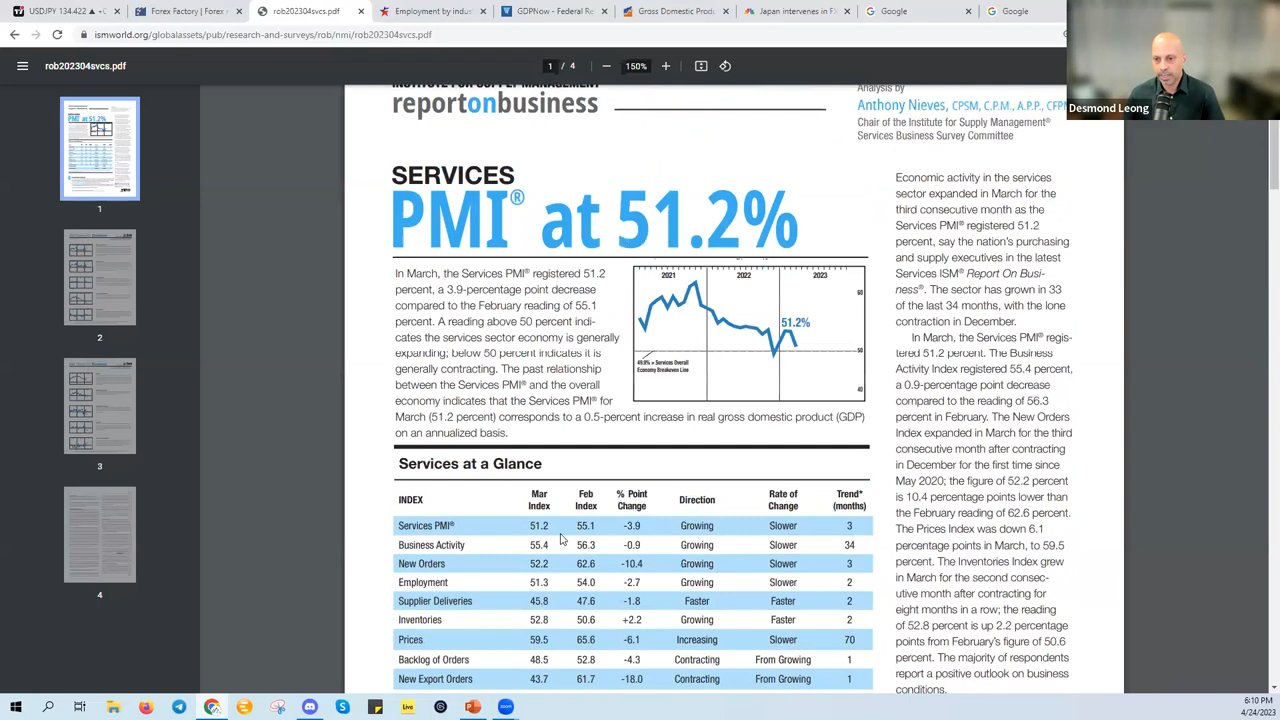 USDJPY 134.422 ▲ +0
Forex Factory | Forex n
rob202304svcs.pdf
Employment by indus
GDPNow - Federal Re
Gross Domestic Produ
Japan intervenes in FX
Google
Google
ismworld.org/globalassets/pub/research-and-surveys/rob/nmi/rob202304svcs.pdf
rob202304svcs.pdf
1 / 4
150%
Desmond Leong
1
2
3
4
INSTITUTE FOR SUPPLY MANAGEMENT
reportonbusiness
Analysis by
Anthony Nieves, CPSM, C.P.M., A.P.P., CFPM
Chair of the Institute for Supply Management®
Services Business Survey Committee
SERVICES
PMI® at 51.2%
In March, the Services PMI® registered 51.2
percent, a 3.9-percentage point decrease
compared to the February reading of 55.1
percent. A reading above 50 percent indi-
cates the services sector economy is generally
expanding; below 50 percent indicates it is
generally contracting. The past relationship
between the Services PMI® and the overall
economy indicates that the Services PMI® for
March (51.2 percent) corresponds to a 0.5-percent increase in real gross domestic product (GDP)
on an annualized basis.
2021 2022 2023
60
51.2%
50
49.9% = Services Overall
Economy Breakeven Line
40
Services at a Glance
INDEX Mar Index Feb Index % Point Change Direction Rate of Change Trend* (months)
Services PMI® 51.2 55.1 -3.9 Growing Slower 3
Business Activity 55.4 56.3 -0.9 Growing Slower 34
New Orders 52.2 62.6 -10.4 Growing Slower 3
Employment 51.3 54.0 -2.7 Growing Slower 2
Supplier Deliveries 45.8 47.6 -1.8 Faster Faster 2
Inventories 52.8 50.6 +2.2 Growing Faster 2
Prices 59.5 65.6 -6.1 Increasing Slower 70
Backlog of Orders 48.5 52.8 -4.3 Contracting From Growing 1
New Export Orders 43.7 61.7 -18.0 Contracting From Growing 1
Economic activity in the services
sector expanded in March for the
third consecutive month as the
Services PMI® registered 51.2
percent, say the nation's purchasing
and supply executives in the latest
Services ISM® Report On Busi-
ness®. The sector has grown in 33
of the last 34 months, with the lone
contraction in December.
In March, the Services PMI® regis-
tered 51.2 percent. The Business
Activity Index registered 55.4 percent,
a 0.9-percentage point decrease
compared to the reading of 56.3
percent in February. The New Orders
Index expanded in March for the third
consecutive month after contracting
in December for the first time since
May 2020; the figure of 52.2 percent
is 10.4 percentage points lower than
the February reading of 62.6 percent.
The Prices Index was down 6.1
percentage points in March, to 59.5
percent. The Inventories Index grew
in March for the second consec-
utive month after contracting for
eight months in a row; the reading
of 52.8 percent is up 2.2 percentage
points from February's figure of 50.6
percent. The majority of respondents
report a positive outlook on business
conditions.
Live
6:10 PM
4/24/2023